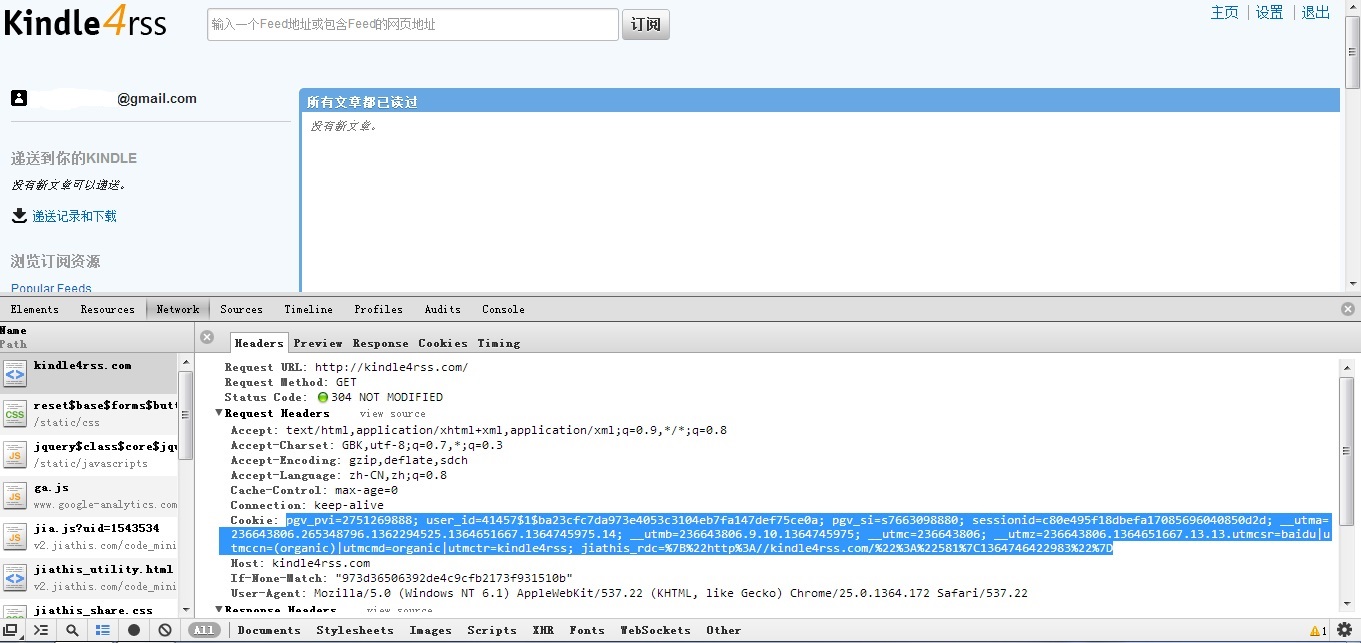 Kindle4rss
输入一个Feed地址或包含Feed的网页地址
订阅
主页 设置 退出
@gmail.com
递送到你的KINDLE
没有新文章可以递送。
递送记录和下载
浏览订阅资源
Popular Feeds
所有文章都已读过
没有新文章。
Elements Resources Network Sources Timeline Profiles Audits Console
Name
Path
kindle4rss.com
reset$base$forms$butt
/static/css
jquery$class$core$jqu
/static/javascripts
ga.js
www.google-analytics.com
jia.js?uid=1543534
v2.jiathis.com/code_mini
jiathis_utility.html
v2.jiathis.com/code_mini
jiathis_share.css
Headers Preview Response Cookies Timing
Request URL: http://kindle4rss.com/
Request Method: GET
Status Code: 304 NOT MODIFIED
Request Headers view source
Accept: text/html,application/xhtml+xml,application/xml;q=0.9,*/*;q=0.8
Accept-Charset: GBK,utf-8;q=0.7,*;q=0.3
Accept-Encoding: gzip,deflate,sdch
Accept-Language: zh-CN,zh;q=0.8
Cache-Control: max-age=0
Connection: keep-alive
Cookie: pgv_pvi=2751269888; user_id=41457$1$ba23cfc7da973e4053c3104eb7fa147def75ce0a; pgv_si=s7663098880; sessionid=c80e495f18dbefa17085696040850d2d; __utma=
236643806.265348796.1362294525.1364651667.1364745975.14; __utmb=236643806.9.10.1364745975; __utmc=236643806; __utmz=236643806.1364651667.13.13.utmcsr=baidu|u
tmccn=(organic)|utmcmd=organic|utmctr=kindle4rss; jiathis_rdc=%7B%22http%3A//kindle4rss.com/%22%3A%22581%7C1364746422983%22%7D
Host: kindle4rss.com
If-None-Match: "973d36506392de4c9cfb2173f931510b"
User-Agent: Mozilla/5.0 (Windows NT 6.1) AppleWebKit/537.22 (KHTML, like Gecko) Chrome/25.0.1364.172 Safari/537.22
Response Headers view source
All Documents Stylesheets Images Scripts XHR Fonts WebSockets Other
1